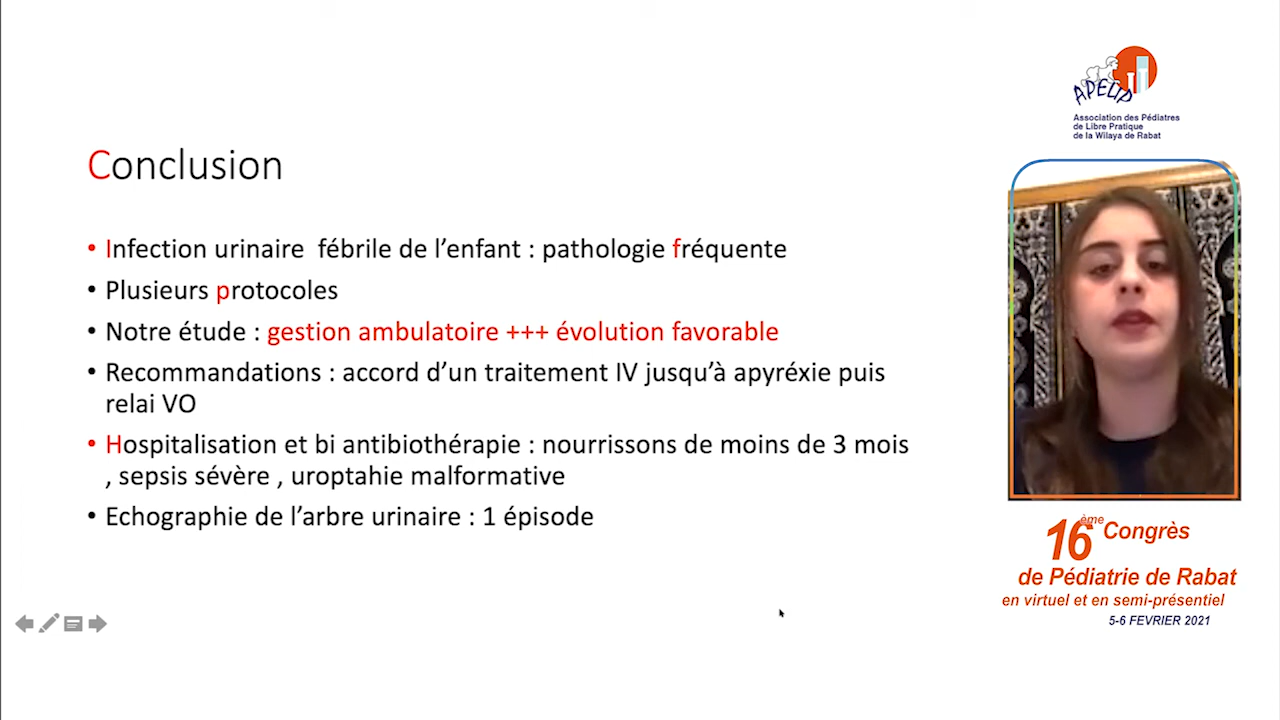 Conclusion
• Infection urinaire fébrile de l’enfant : pathologie fréquente
• Plusieurs protocoles
• Notre étude : gestion ambulatoire +++ évolution favorable
• Recommandations : accord d’un traitement IV jusqu’à apyréxie puis
relai VO
• Hospitalisation et bi antibiothérapie : nourrissons de moins de 3 mois
, sepsis sévère , uroptahie malformative
• Echographie de l’arbre urinaire : 1 épisode
APELIP
Association des Pédiatres
de Libre Pratique
de la Wilaya de Rabat
16ème Congrès
de Pédiatrie de Rabat
en virtuel et en semi-présentiel
5-6 FEVRIER 2021